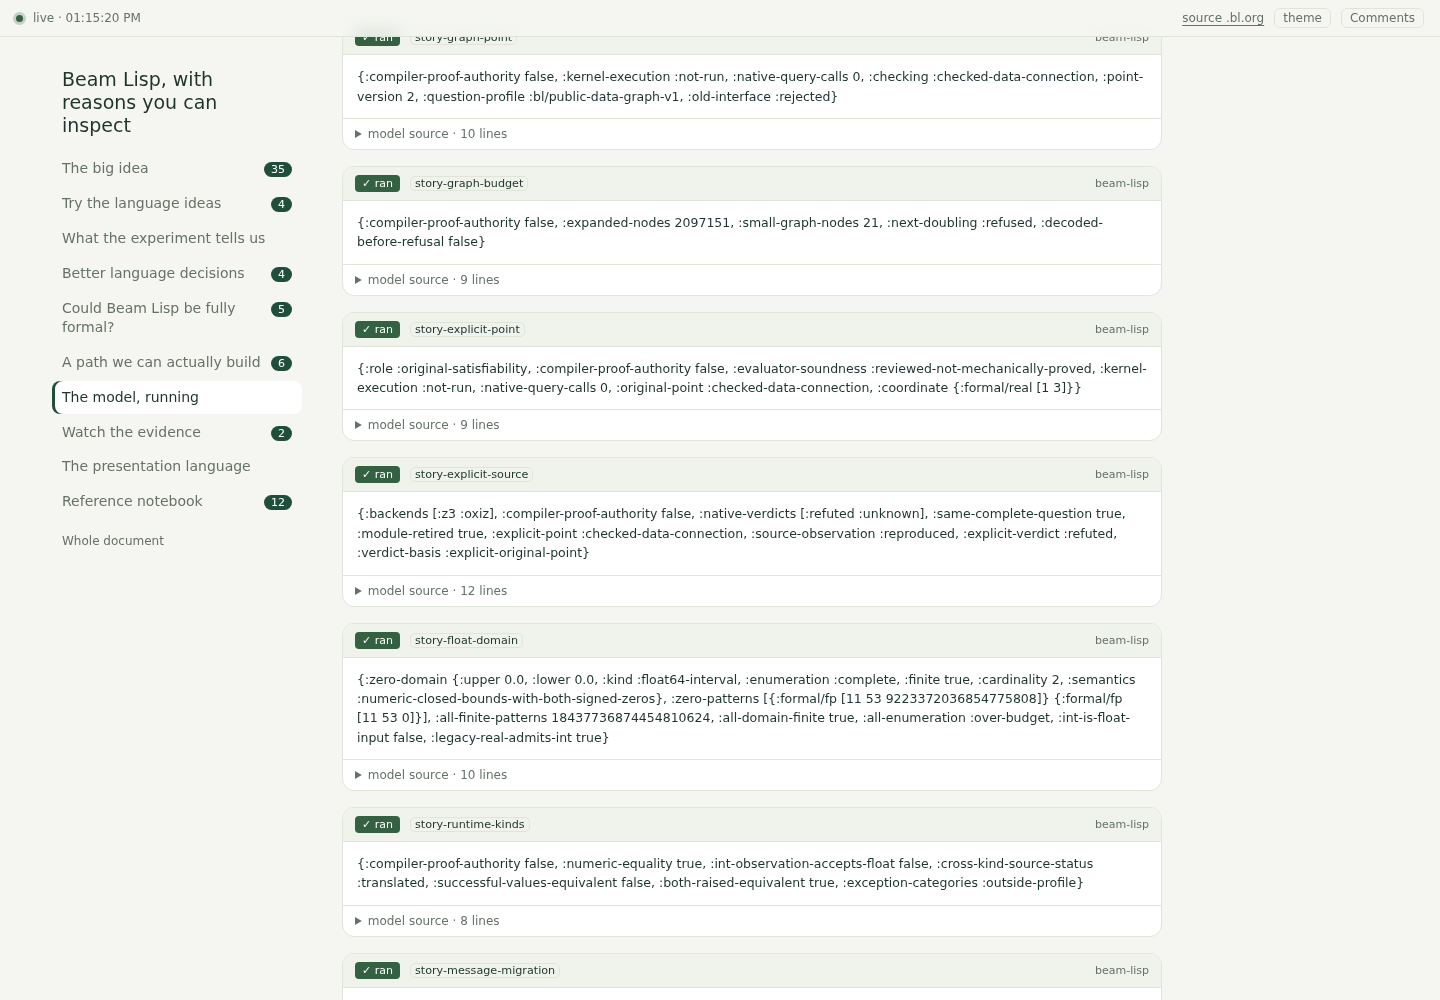 live · 01:15:20 PM
source .bl.org
theme
Comments
Beam Lisp, with
reasons you can
inspect
The big idea 35
Try the language ideas 4
What the experiment tells us
Better language decisions 4
Could Beam Lisp be fully 5
formal?
A path we can actually build 6
The model, running
Watch the evidence 2
The presentation language
Reference notebook 12
Whole document
✓ ran story-graph-point beam-lisp
{:compiler-proof-authority false, :kernel-execution :not-run, :native-query-calls 0, :checking :checked-data-connection, :point-
version 2, :question-profile :bl/public-data-graph-v1, :old-interface :rejected}
▶ model source · 10 lines
✓ ran story-graph-budget beam-lisp
{:compiler-proof-authority false, :expanded-nodes 2097151, :small-graph-nodes 21, :next-doubling :refused, :decoded-
before-refusal false}
▶ model source · 9 lines
✓ ran story-explicit-point beam-lisp
{:role :original-satisfiability, :compiler-proof-authority false, :evaluator-soundness :reviewed-not-mechanically-proved, :kernel-
execution :not-run, :native-query-calls 0, :original-point :checked-data-connection, :coordinate {:formal/real [1 3]}}
▶ model source · 9 lines
✓ ran story-explicit-source beam-lisp
{:backends [:z3 :oxiz], :compiler-proof-authority false, :native-verdicts [:refuted :unknown], :same-complete-question true,
:module-retired true, :explicit-point :checked-data-connection, :source-observation :reproduced, :explicit-verdict :refuted,
:verdict-basis :explicit-original-point}
▶ model source · 12 lines
✓ ran story-float-domain beam-lisp
{:zero-domain {:upper 0.0, :lower 0.0, :kind :float64-interval, :enumeration :complete, :finite true, :cardinality 2, :semantics
:numeric-closed-bounds-with-both-signed-zeros}, :zero-patterns [{:formal/fp [11 53 9223372036854775808]} {:formal/fp
[11 53 0]}], :all-finite-patterns 18437736874454810624, :all-domain-finite true, :all-enumeration :over-budget, :int-is-float-
input false, :legacy-real-admits-int true}
▶ model source · 10 lines
✓ ran story-runtime-kinds beam-lisp
{:compiler-proof-authority false, :numeric-equality true, :int-observation-accepts-float false, :cross-kind-source-status
:translated, :successful-values-equivalent false, :both-raised-equivalent true, :exception-categories :outside-profile}
▶ model source · 8 lines
✓ ran story-message-migration beam-lisp